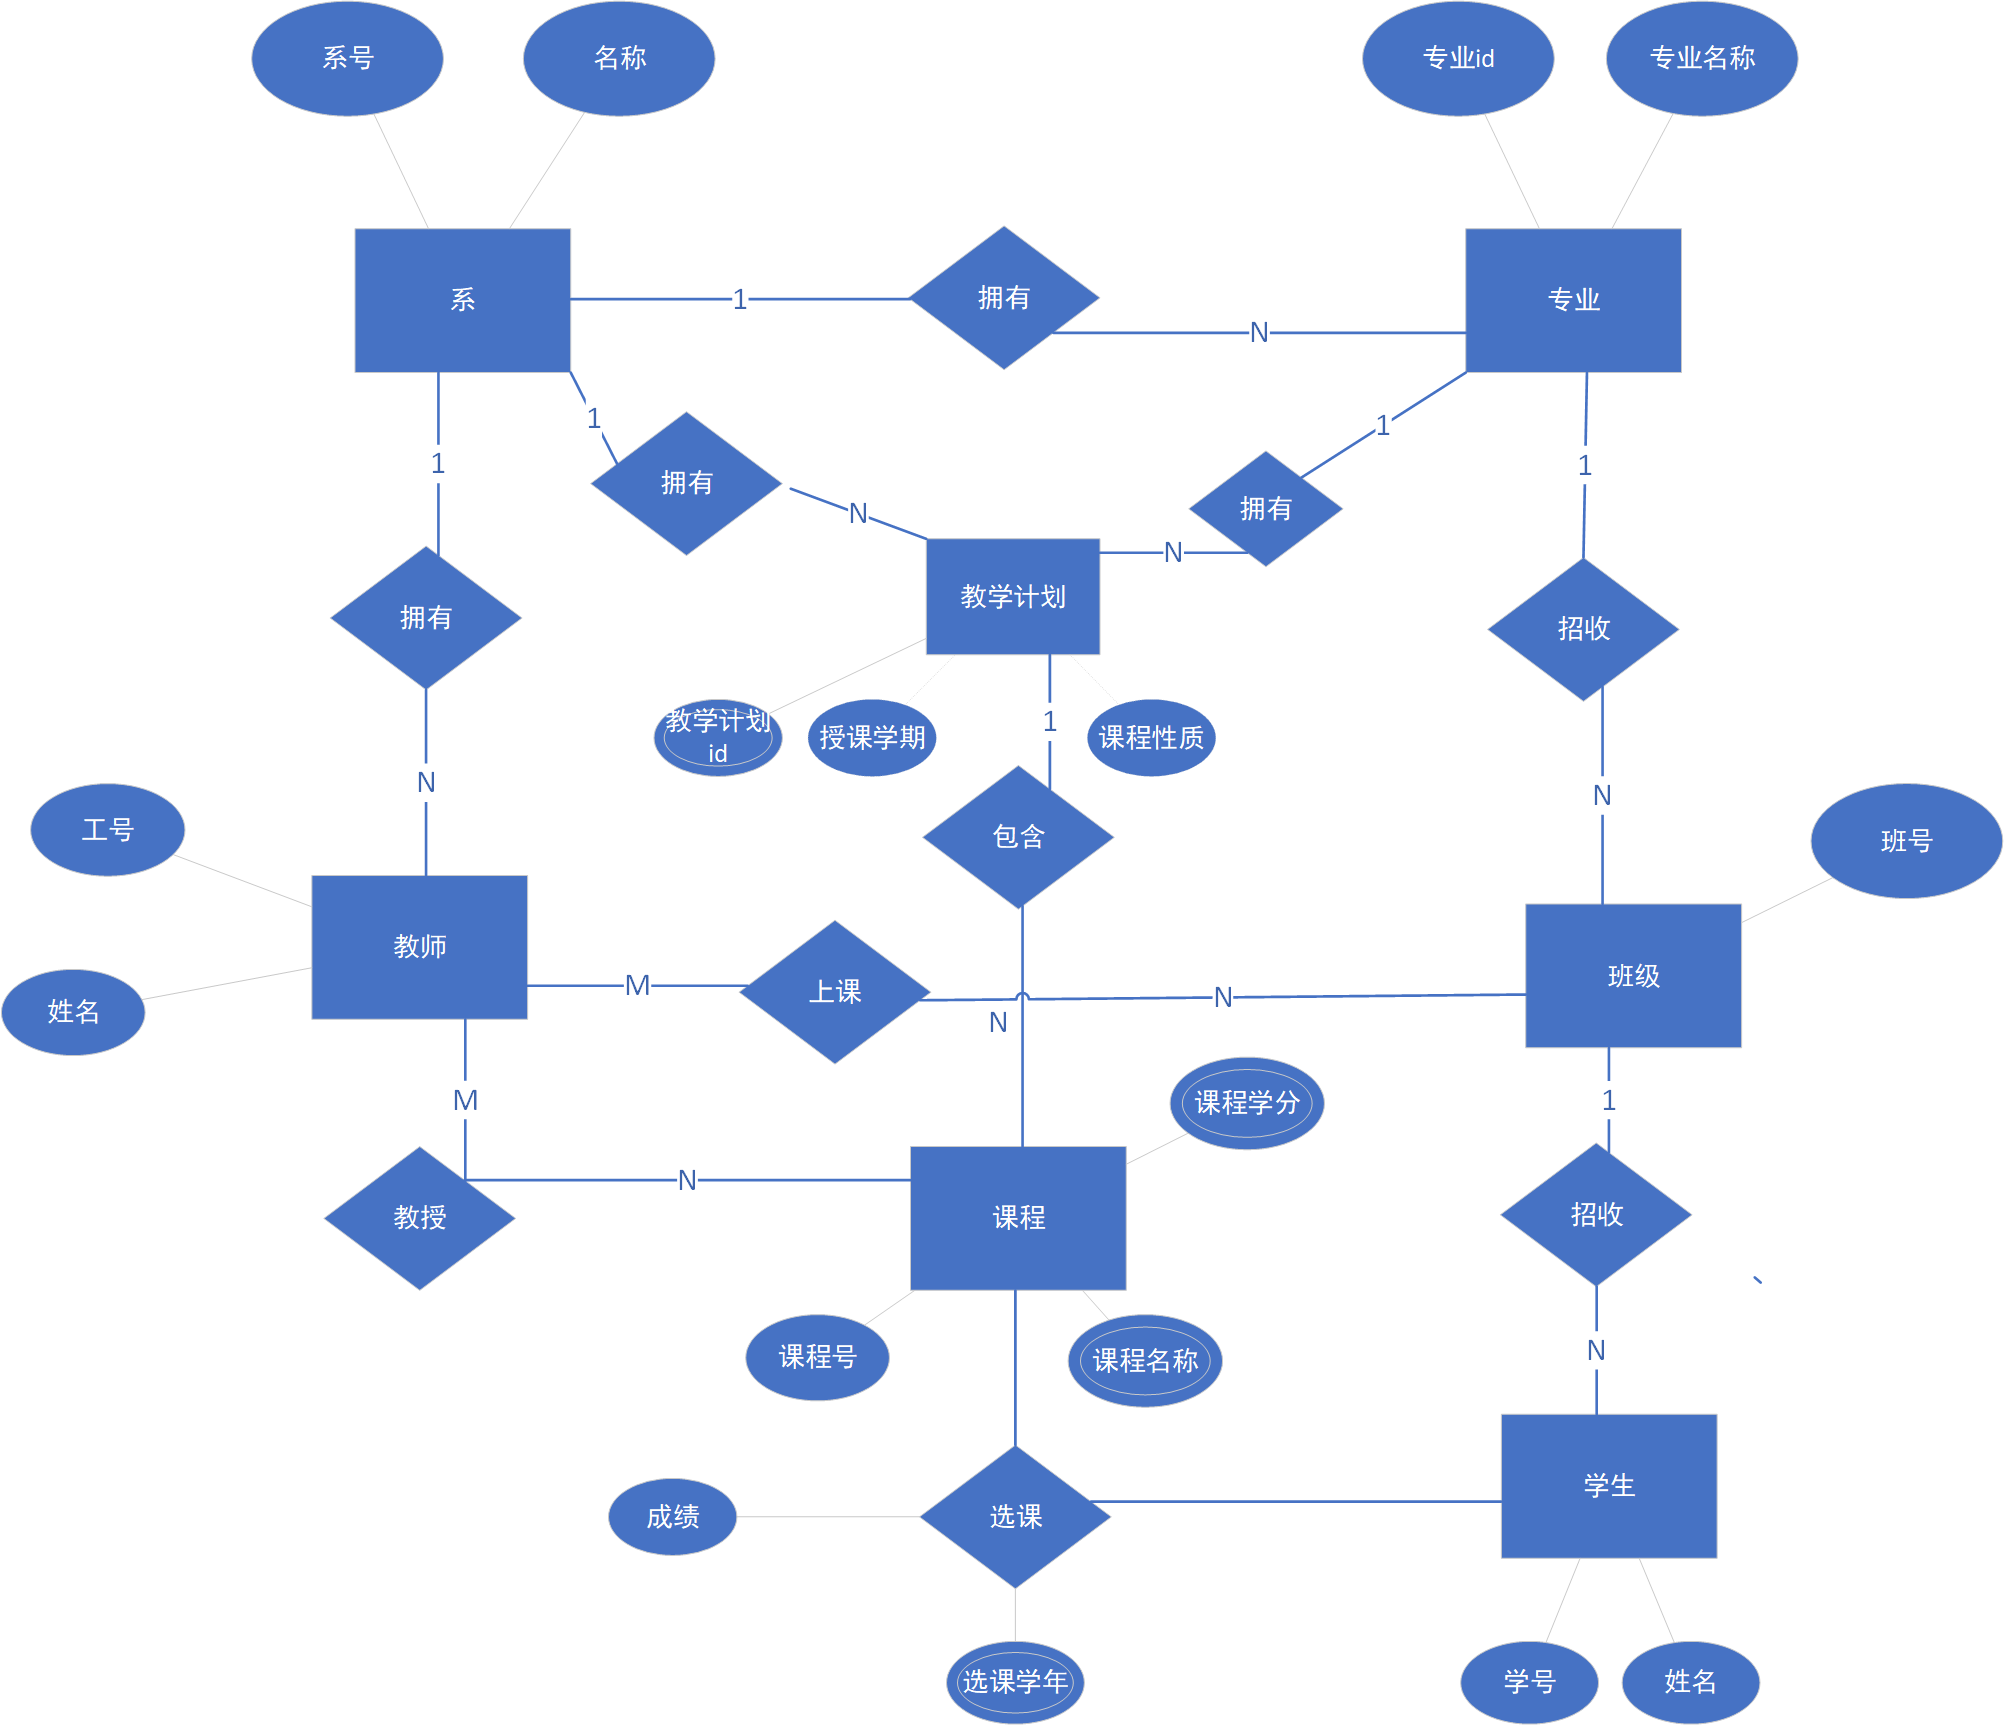 系号
名称
专业id
专业名称
系
1
拥有
N
专业
1
1
1
1
拥有
N
拥有
N
教学计划
拥有
招收
教学计划
id
授课学期
1
课程性质
N
N
工号
包含
班号
教师
上课
班级
M
N
N
姓名
M
课程学分
1
N
教授
课程
招收
课程号
课程名称
N
成绩
选课
学生
选课学年
学号
姓名